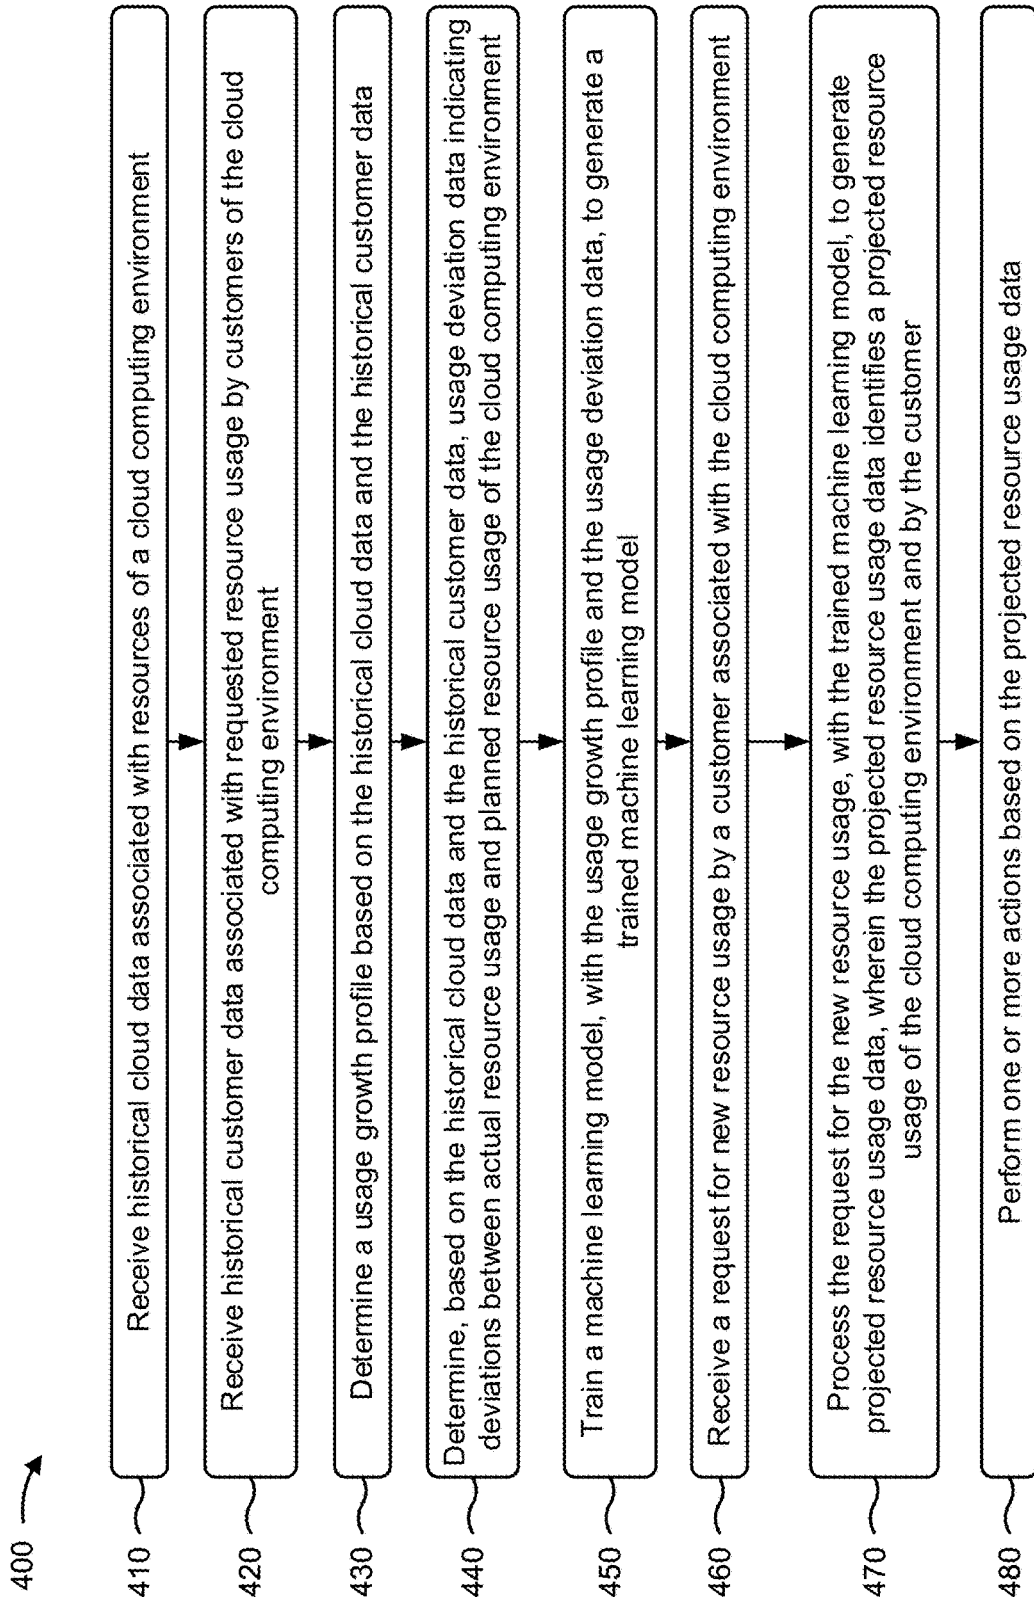 400
410
Receive historical cloud data associated with resources of a cloud computing environment
420
Receive historical customer data associated with requested resource usage by customers of the cloud
computing environment
430
Determine a usage growth profile based on the historical cloud data and the historical customer data
440
Determine, based on the historical cloud data and the historical customer data, usage deviation data indicating
deviations between actual resource usage and planned resource usage of the cloud computing environment
450
Train a machine learning model, with the usage growth profile and the usage deviation data, to generate a
trained machine learning model
460
Receive a request for new resource usage by a customer associated with the cloud computing environment
470
Process the request for the new resource usage, with the trained machine learning model, to generate
projected resource usage data, wherein the projected resource usage data identifies a projected resource
usage of the cloud computing environment and by the customer
480
Perform one or more actions based on the projected resource usage data